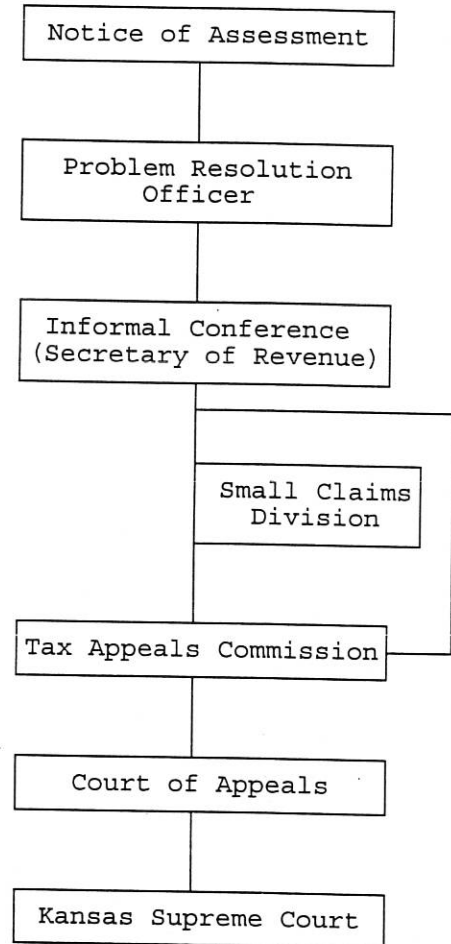 Notice of Assessment
Problem Resolution
Officer
Informal Conference
(Secretary of Revenue)
Small Claims
Division
Tax Appeals Commission
Court of Appeals
Kansas Supreme Court